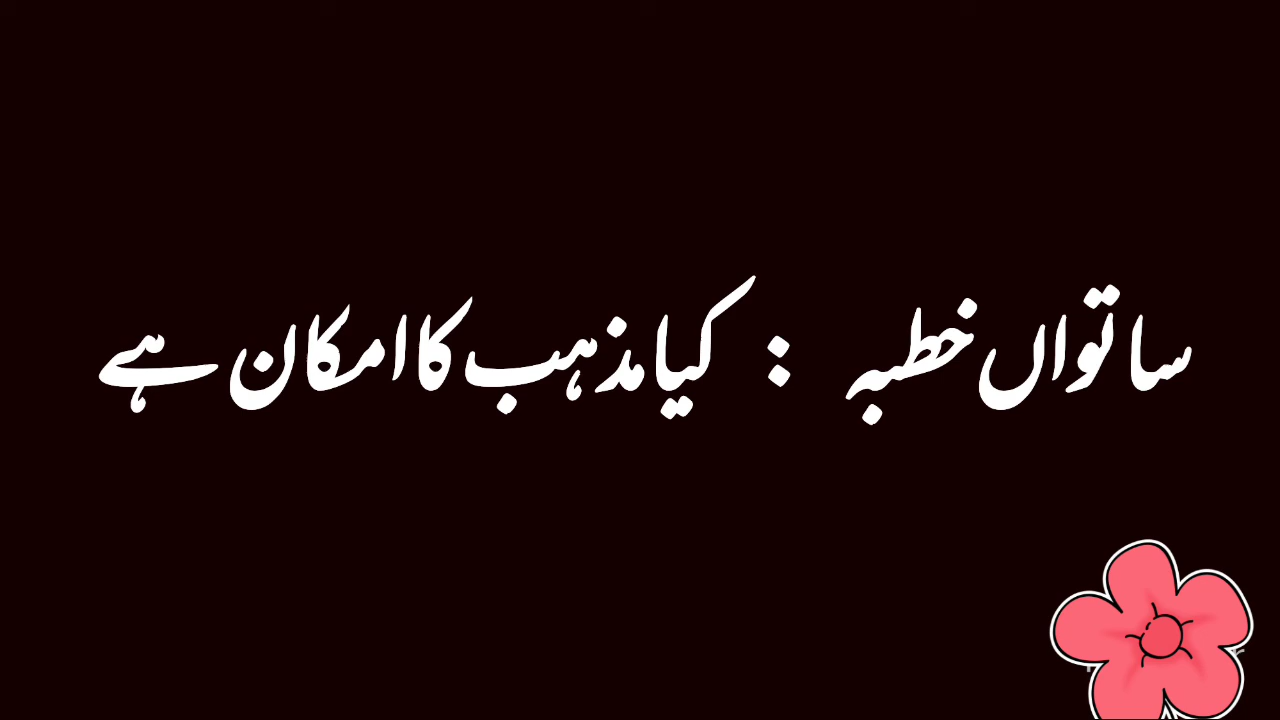 ساتواں خطبہ : کیا مذہب کا امکان ہے